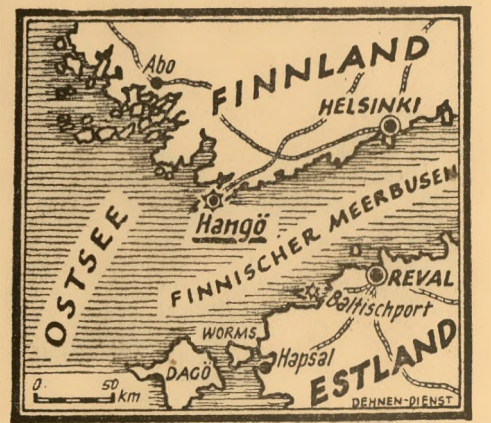 Abo
FINNLAND
HELSINKI
Hangö
OSTSEE
FINNISCHER MEERBUSEN
REVAL
Baltischport
WORMS
Hapsal
DAGÖ
ESTLAND
0 50
km
DEHNEN-DIENST